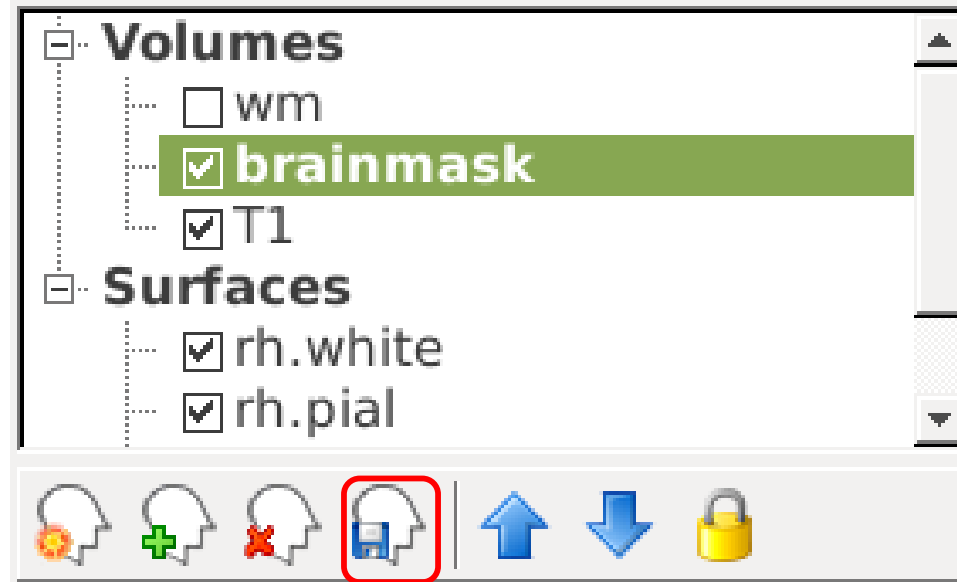 Volumes
wm
brainmask
T1
Surfaces
rh.white
rh.pial